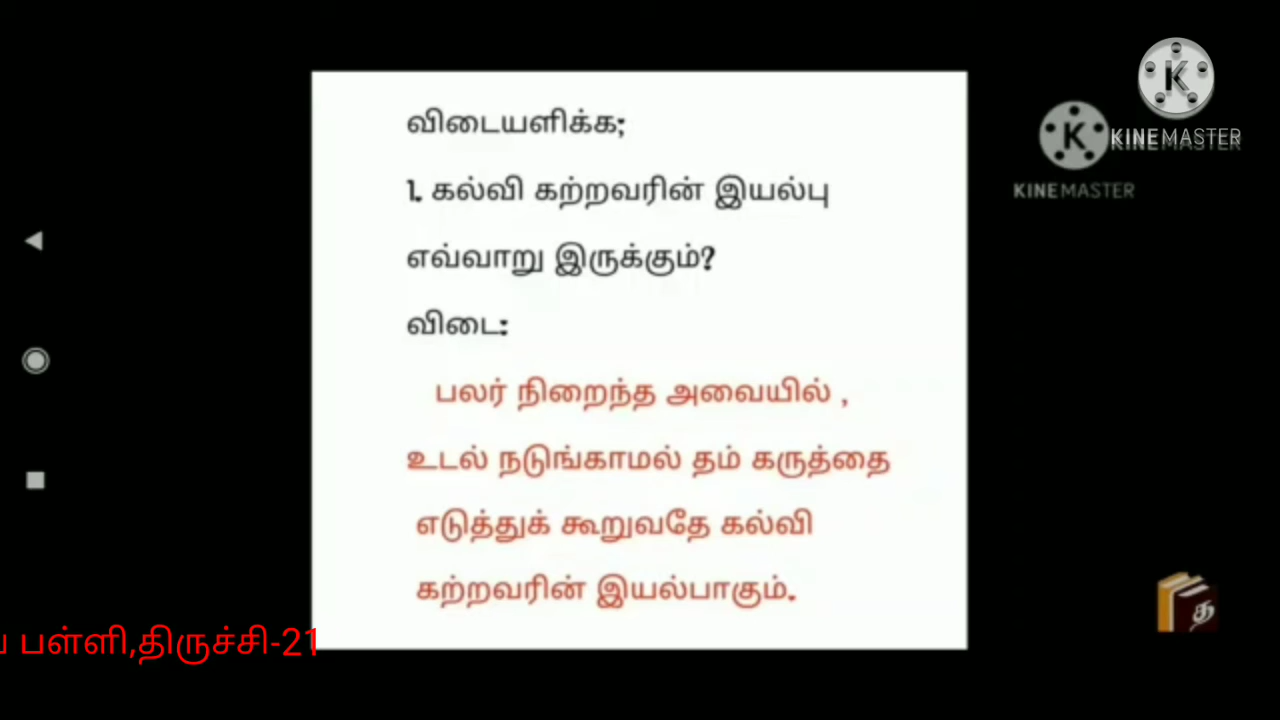 விடையளிக்க;
1. கல்வி கற்றவரின் இயல்பு
எவ்வாறு இருக்கும்?
விடை:
பலர் நிறைந்த அவையில் ,
உடல் நடுங்காமல் தம் கருத்தை
எடுத்துக் கூறுவதே கல்வி
கற்றவரின் இயல்பாகும்.
பள்ளி,திருச்சி-21
KINEMASTER
KINEMASTER
த